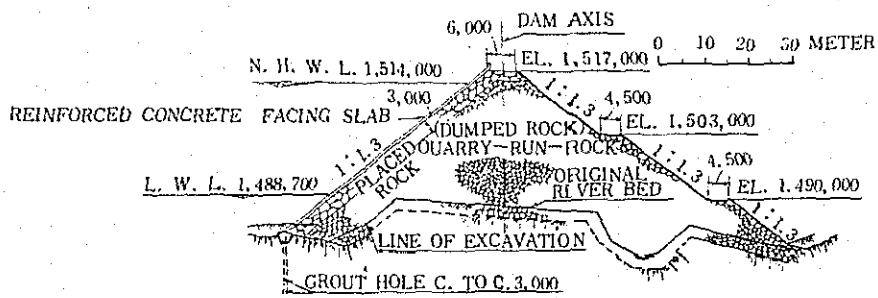 DAM AXIS
6,000
EL. 1,517,000
0 10 20 30 METER
N. H. W. L. 1,514,000
3,000
REINFORCED CONCRETE FACING SLAB
1:1.3
4,500
EL. 1,503,000
(DUMPED ROCK)
QUARRY-RUN-ROCK
1:1.3
PLACED
ROCK
1:1.3
4,500
L. W. L. 1,488,700
ORIGINAL
RIVER BED
EL. 1,490,000
1:1.3
LINE OF EXCAVATION
GROUT HOLE C. TO C. 3,000